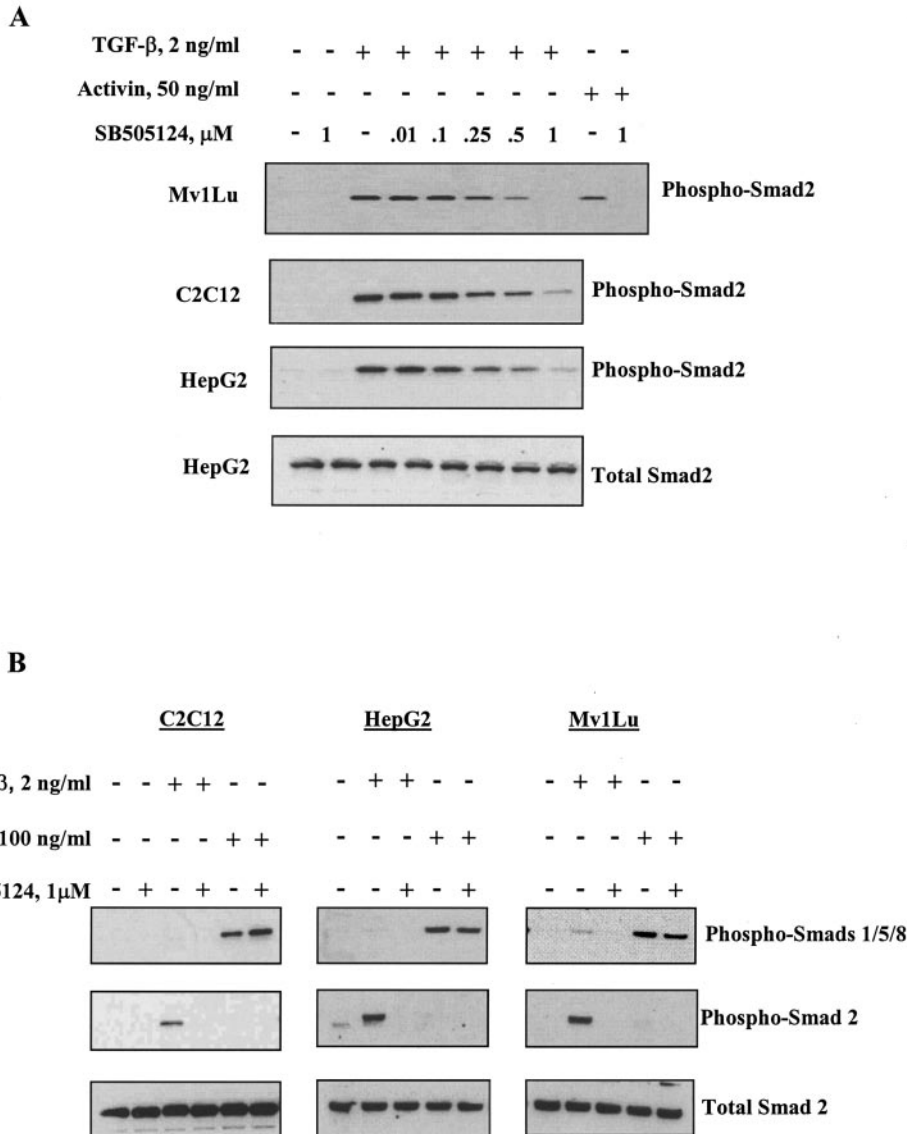 A
TGF-β, 2 ng/ml - - + + + + + + - -
Activin, 50 ng/ml - - - - - - - - + +
SB505124, μM - 1 - .01 .1 .25 .5 1 - 1
Mv1Lu Phospho-Smad2
C2C12 Phospho-Smad2
HepG2 Phospho-Smad2
HepG2 Total Smad2
B
C2C12 HepG2 Mv1Lu
, 2 ng/ml - - + + - - - + + - - - + + - -
100 ng/ml - - - - + + - - - + + - - - + +
124, 1μM - + - + - + - - + - + - - + - +
Phospho-Smads 1/5/8
Phospho-Smad 2
Total Smad 2